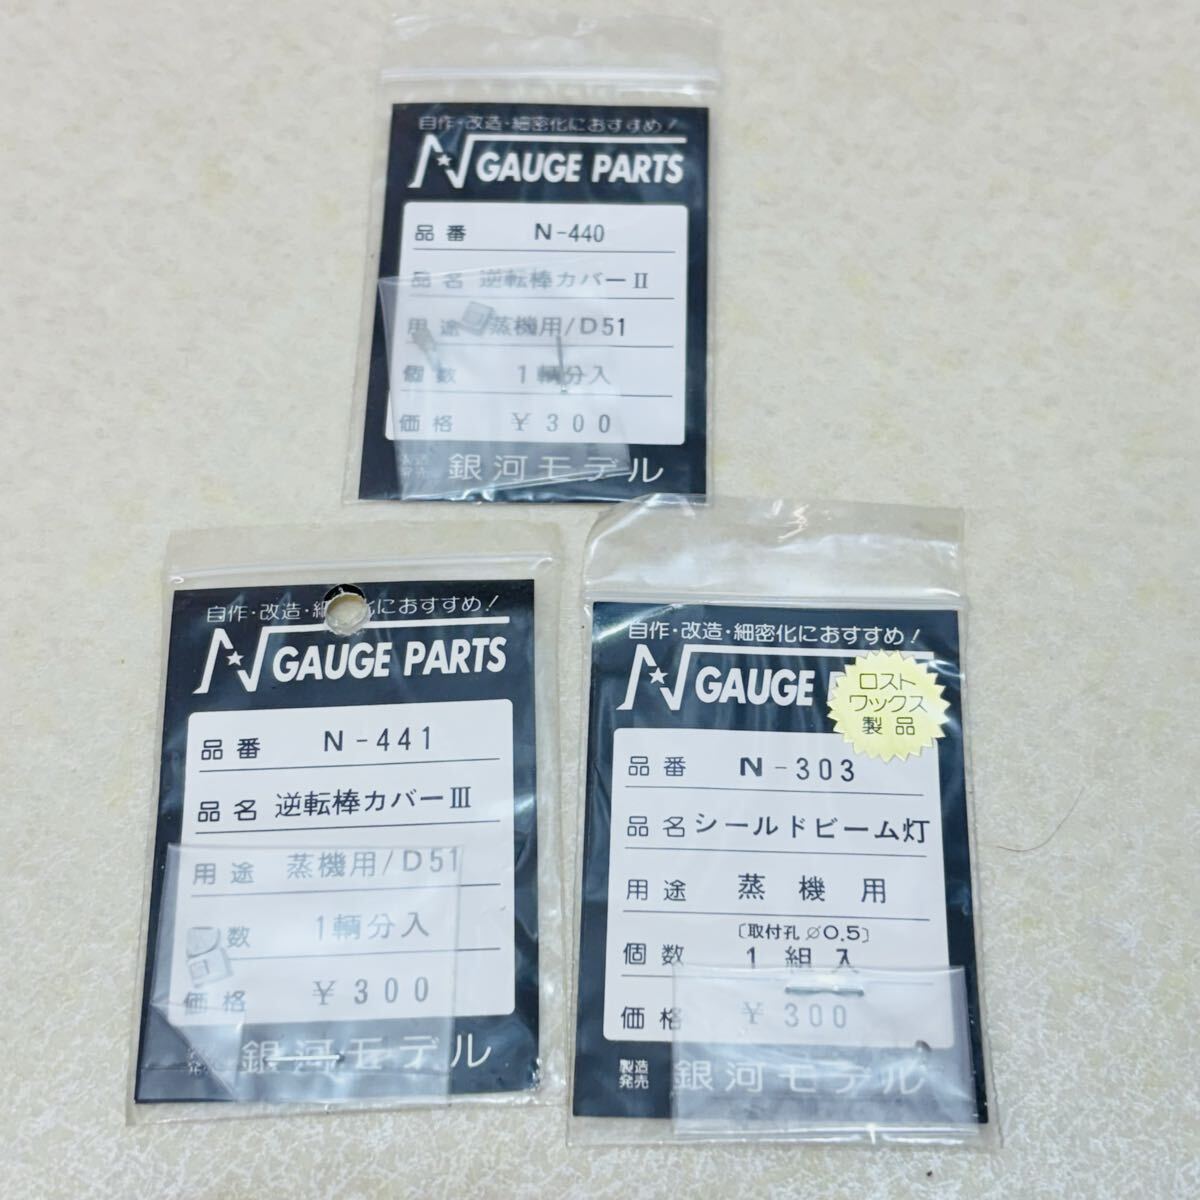 自作・改造・細密化におすすめ!
N GAUGE PARTS
品番 N-440
品名 逆転棒カバーⅡ
用途 蒸機用/D51
個数 1輌分入
価格 ¥300
製造
発売 銀河モデル
自作・改造・細 化におすすめ!
N GAUGE PARTS
品番 N-441
品名 逆転棒カバーⅢ
用途 蒸機用/D51
数 1輌分入
価格 ¥300
発売 銀河モデル
自作・改造・細密化におすすめ!
N GAUGE P
ロスト
ワックス
製品
品番 N-303
品名 シールドビーム灯
用途 蒸機用
〔取付孔 ⌀0.5〕
個数 1組入
価格 ¥300
製造
発売 銀河モデル